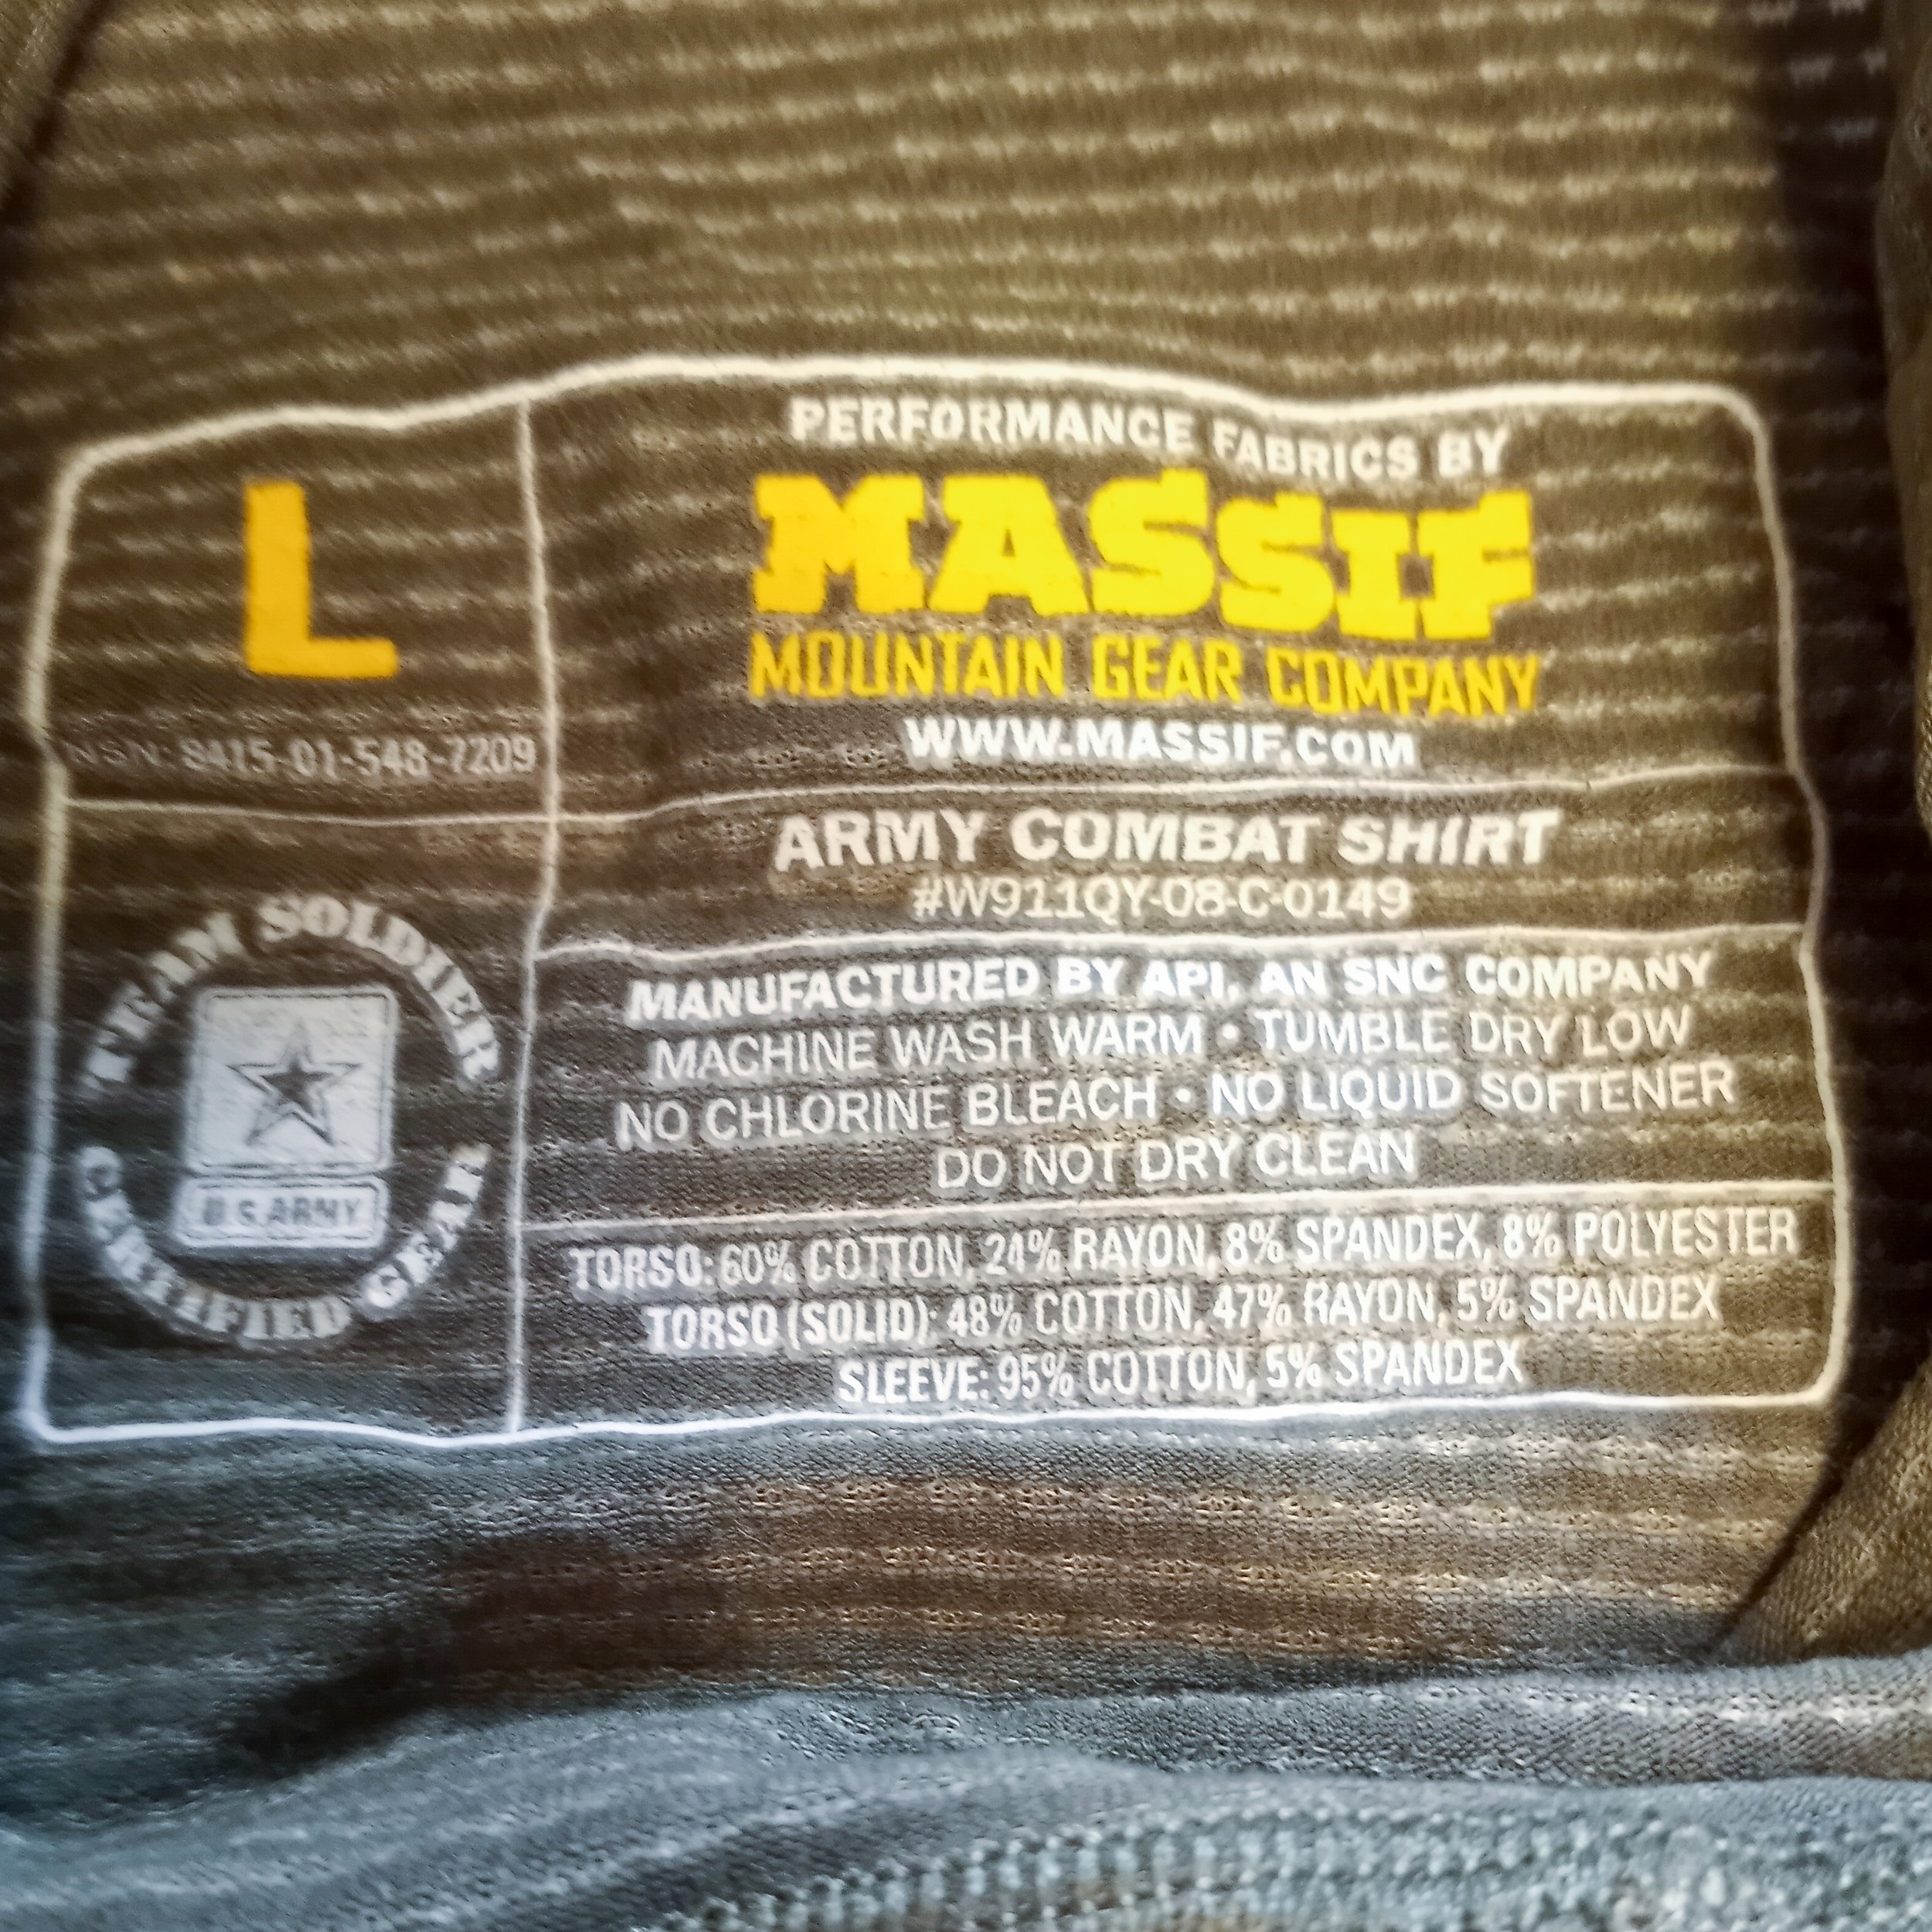 L
NSN: 8415-01-548-7209
TEAM SOLDIER
U.S.ARMY
CERTIFIED GEAR
PERFORMANCE FABRICS BY
MASSIF
MOUNTAIN GEAR COMPANY
WWW.MASSIF.COM
ARMY COMBAT SHIRT
#W911QY-08-C-0149
MANUFACTURED BY API, AN SNC COMPANY
MACHINE WASH WARM • TUMBLE DRY LOW
NO CHLORINE BLEACH • NO LIQUID SOFTENER
DO NOT DRY CLEAN
TORSO: 60% COTTON, 24% RAYON, 8% SPANDEX, 8% POLYESTER
TORSO (SOLID): 48% COTTON, 47% RAYON, 5% SPANDEX
SLEEVE: 95% COTTON, 5% SPANDEX